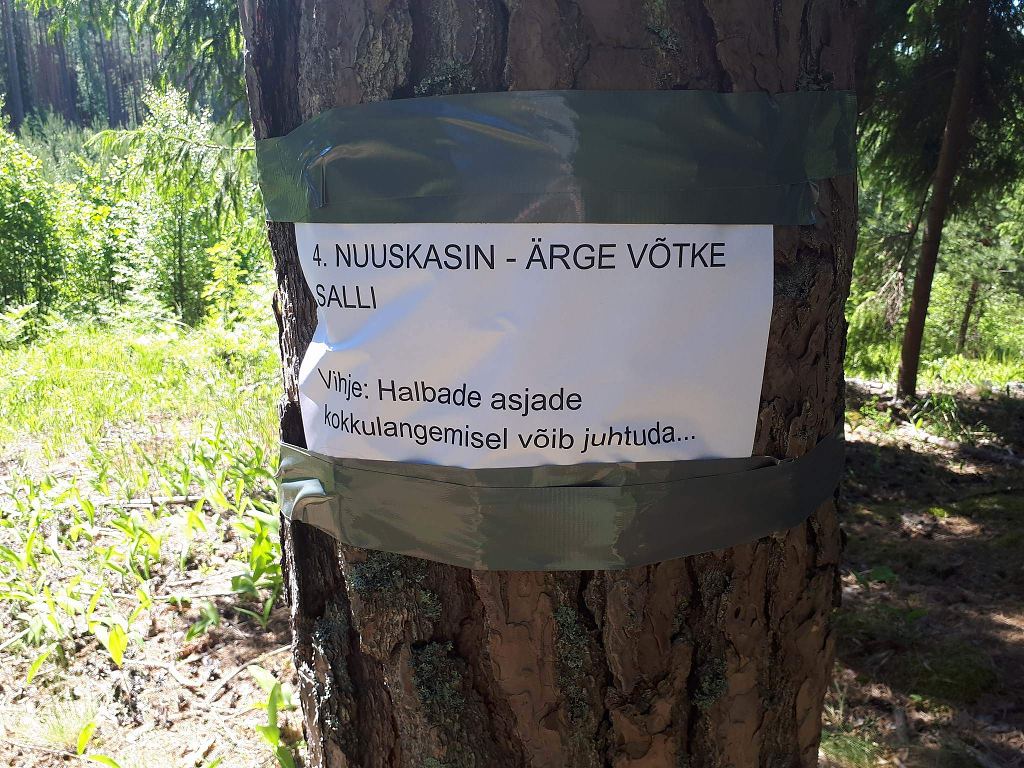 4. NUUSKASIN - ÄRGE VÕTKE
SALLI
Vihje: Halbade asjade
kokkulangemisel võib juhtuda...